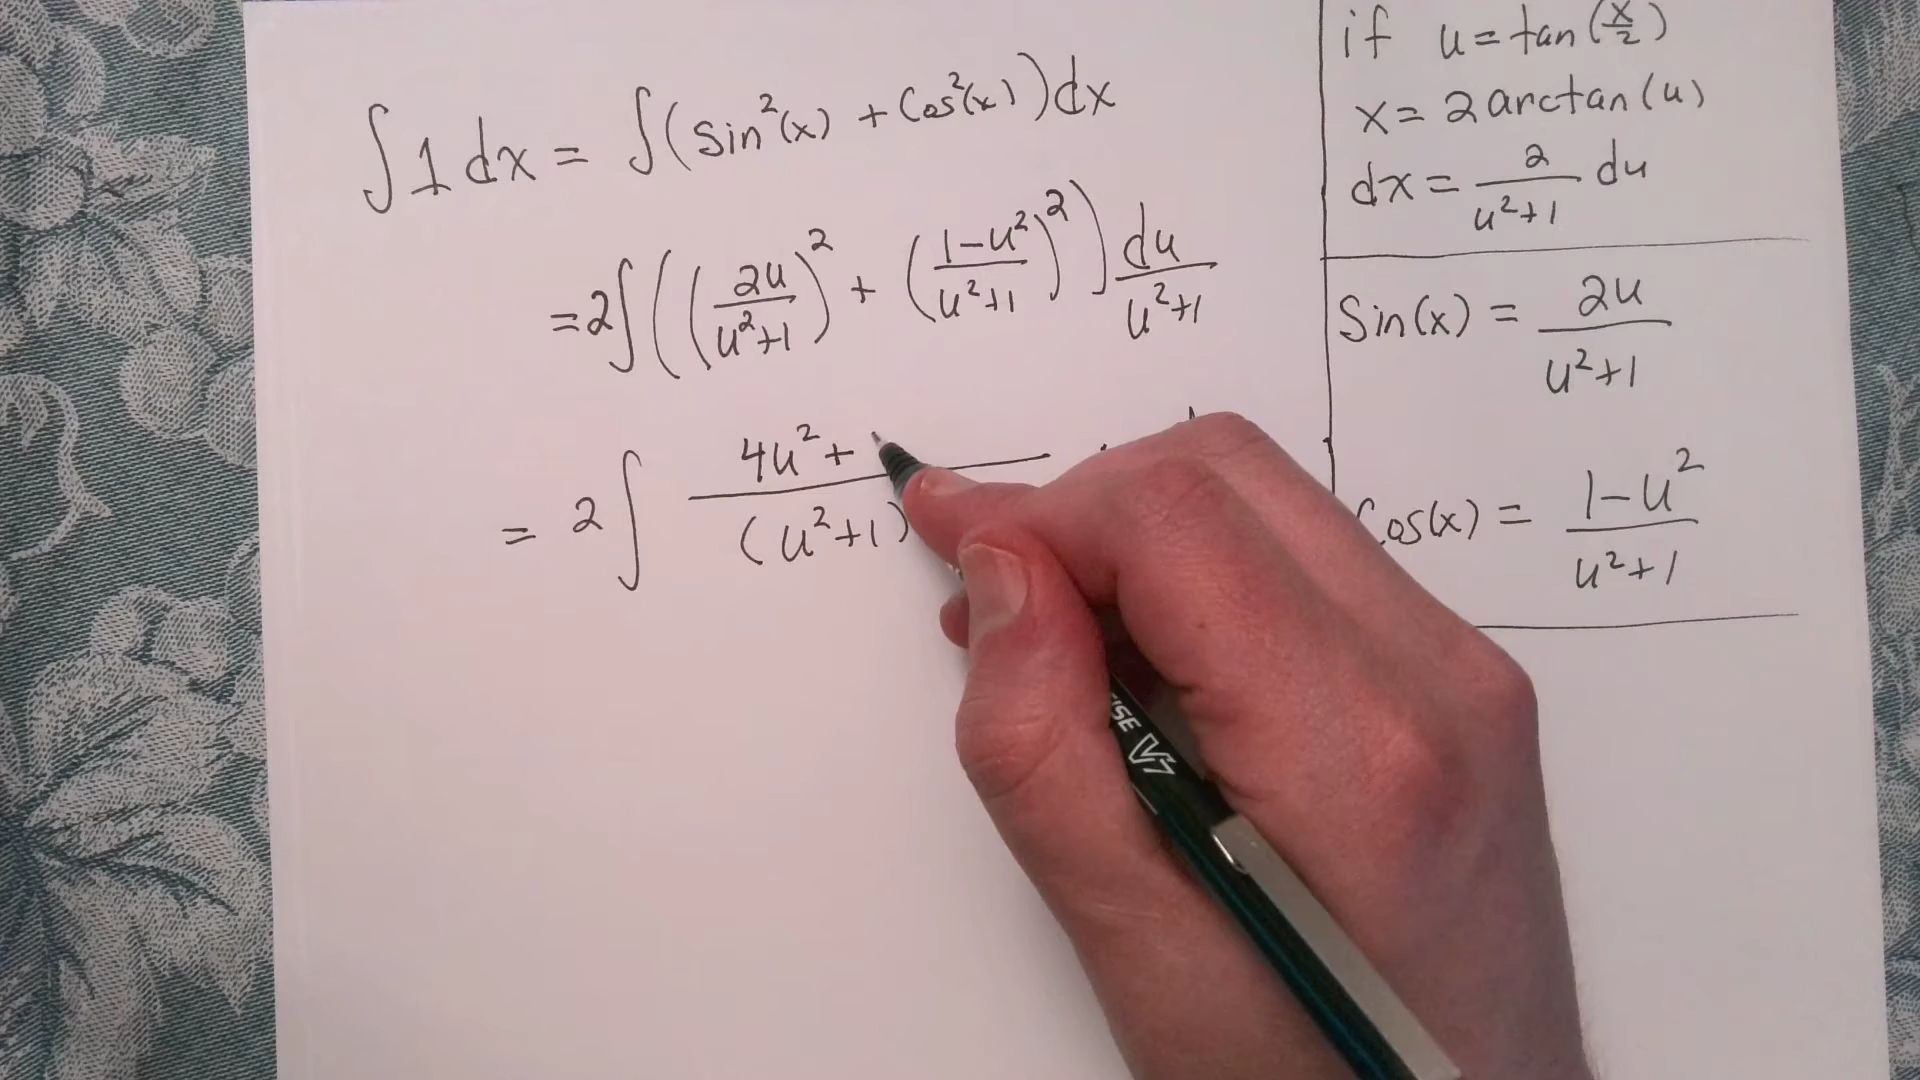 ∫ 1 dx = ∫ (sin²(x) + cos²(x)) dx
= 2∫ ((2u/(u²+1))² + ((1-u²)/(u²+1))²) du/(u²+1)
= 2 ∫ 4u² + / (u²+1)
if u = tan(x/2)
x = 2 arctan(u)
dx = 2/(u²+1) du
Sin(x) = 2u/(u²+1)
Cos(x) = (1-u²)/(u²+1)
V7